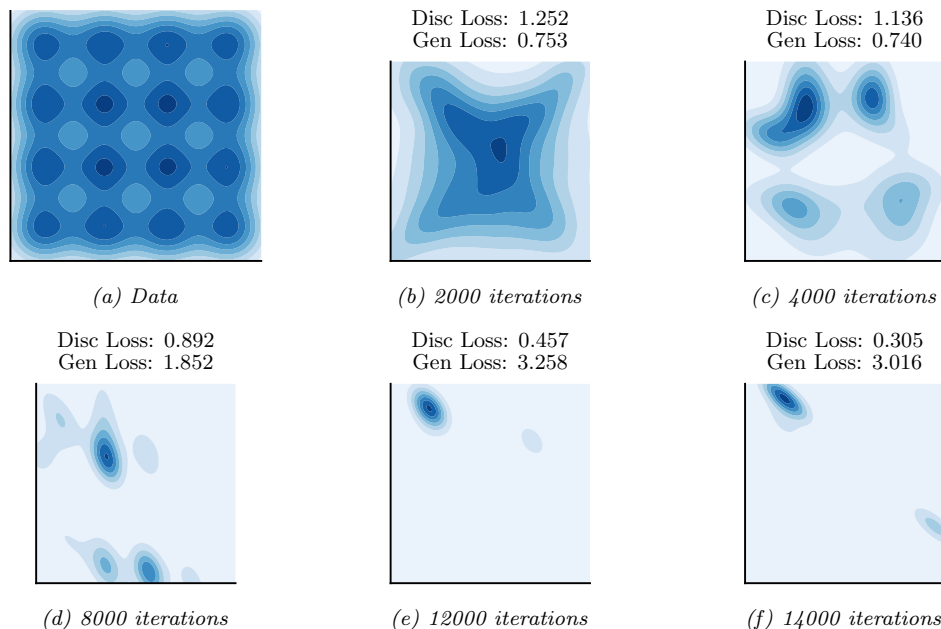 Disc Loss: 1.252
Gen Loss: 0.753
Disc Loss: 1.136
Gen Loss: 0.740
(a) Data
(b) 2000 iterations
(c) 4000 iterations
Disc Loss: 0.892
Gen Loss: 1.852
Disc Loss: 0.457
Gen Loss: 3.258
Disc Loss: 0.305
Gen Loss: 3.016
(d) 8000 iterations
(e) 12000 iterations
(f) 14000 iterations